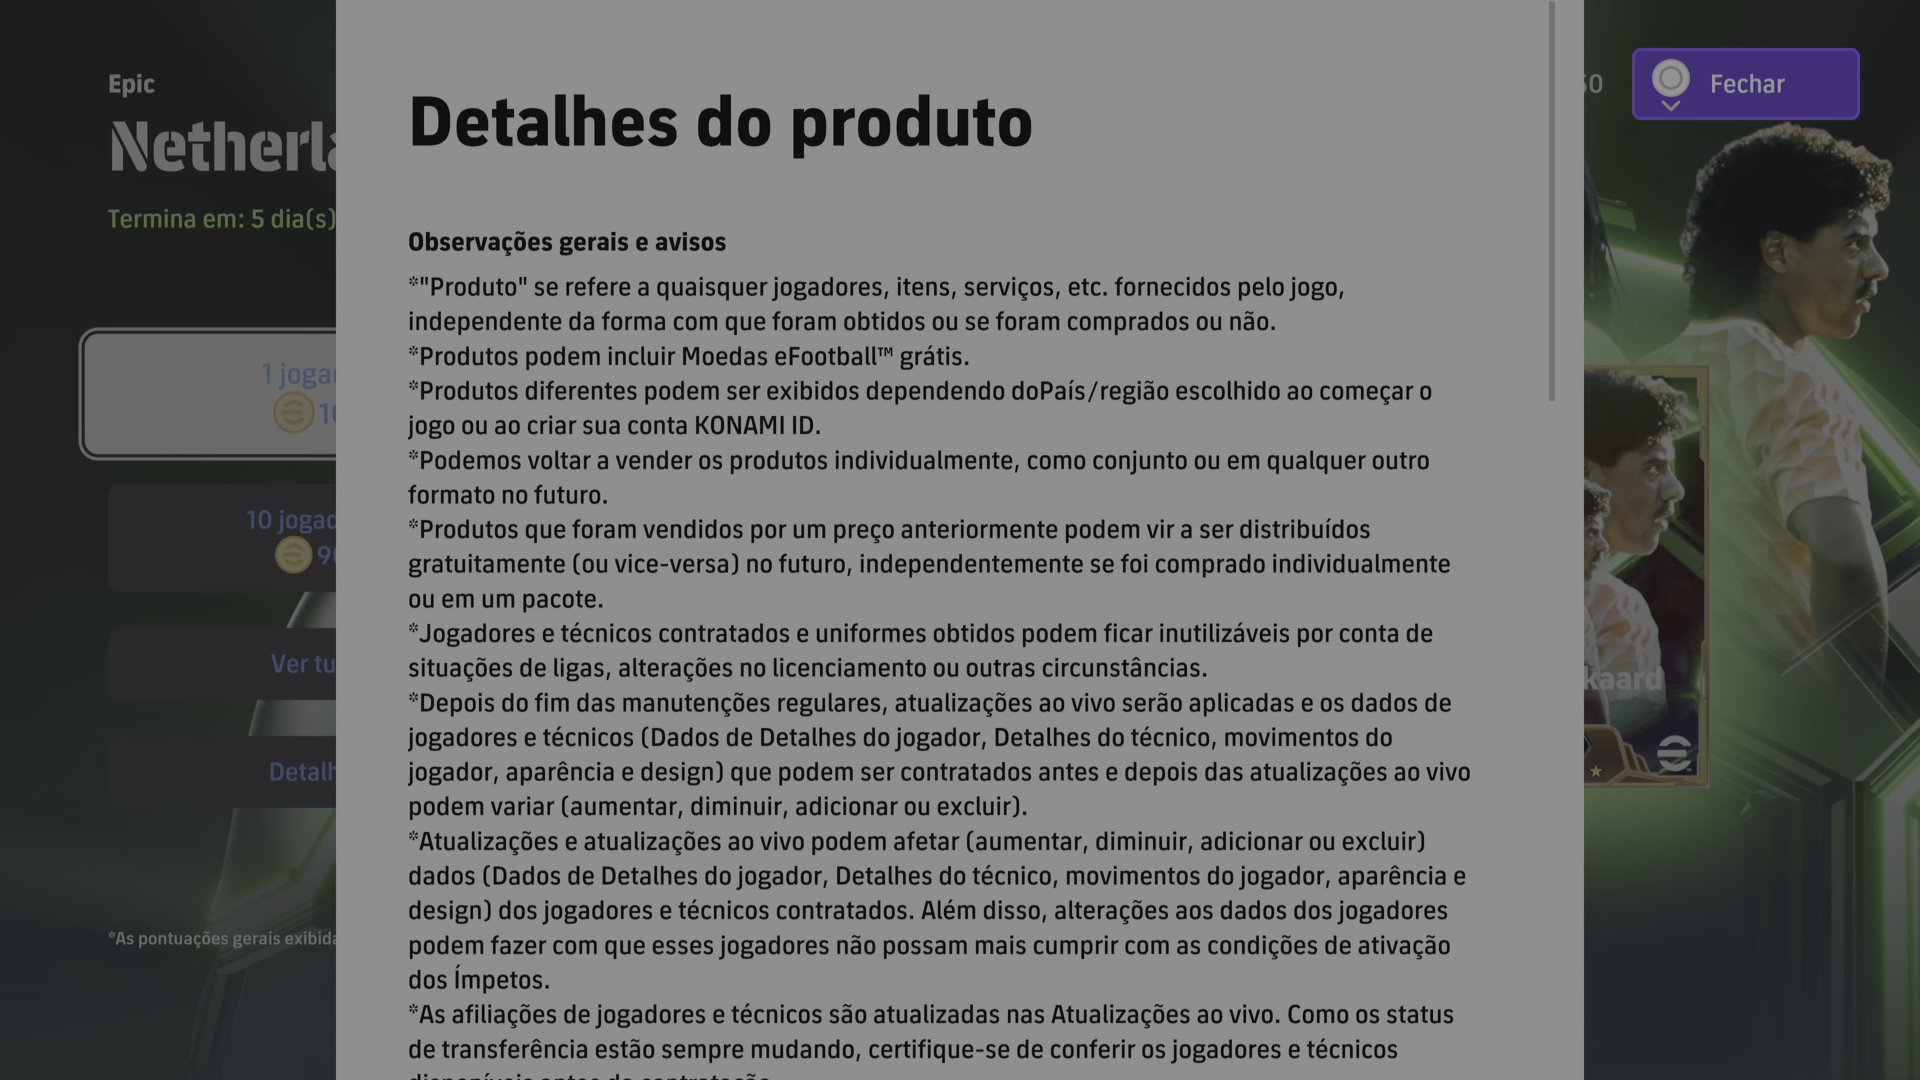 Epic
Termina em: 5 dia(s)
Fechar
Detalhes do produto
Observações gerais e avisos
*"Produto" se refere a quaisquer jogadores, itens, serviços, etc. fornecidos pelo jogo,
independente da forma com que foram obtidos ou se foram comprados ou não.
*Produtos podem incluir Moedas eFootball™ grátis.
*Produtos diferentes podem ser exibidos dependendo doPaís/região escolhido ao começar o
jogo ou ao criar sua conta KONAMI ID.
*Podemos voltar a vender os produtos individualmente, como conjunto ou em qualquer outro
formato no futuro.
*Produtos que foram vendidos por um preço anteriormente podem vir a ser distribuídos
gratuitamente (ou vice-versa) no futuro, independentemente se foi comprado individualmente
ou em um pacote.
*Jogadores e técnicos contratados e uniformes obtidos podem ficar inutilizáveis por conta de
situações de ligas, alterações no licenciamento ou outras circunstâncias.
*Depois do fim das manutenções regulares, atualizações ao vivo serão aplicadas e os dados de
jogadores e técnicos (Dados de Detalhes do jogador, Detalhes do técnico, movimentos do
jogador, aparência e design) que podem ser contratados antes e depois das atualizações ao vivo
podem variar (aumentar, diminuir, adicionar ou excluir).
*Atualizações e atualizações ao vivo podem afetar (aumentar, diminuir, adicionar ou excluir)
dados (Dados de Detalhes do jogador, Detalhes do técnico, movimentos do jogador, aparência e
design) dos jogadores e técnicos contratados. Além disso, alterações aos dados dos jogadores
podem fazer com que esses jogadores não possam mais cumprir com as condições de ativação
dos Ímpetos.
*As afiliações de jogadores e técnicos são atualizadas nas Atualizações ao vivo. Como os status
de transferência estão sempre mudando, certifique-se de conferir os jogadores e técnicos
1
10
Ver
*As pontuações gerais